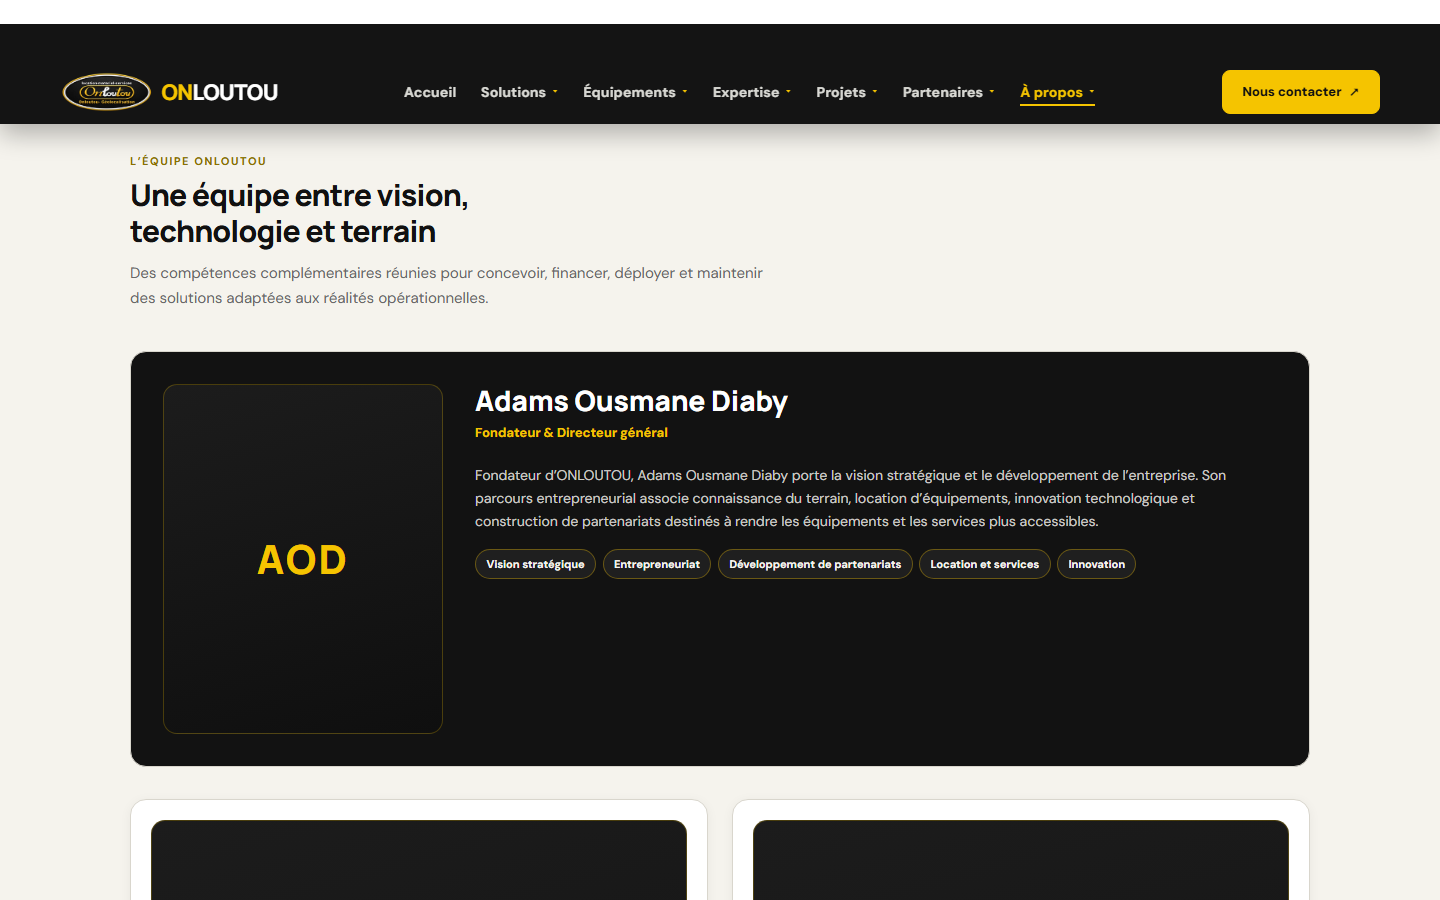 OnLoutou
ONLOUTOU
Accueil
Solutions
Équipements
Expertise
Projets
Partenaires
À propos
Nous contacter ↗
L’ÉQUIPE ONLOUTOU
Une équipe entre vision,
technologie et terrain
Des compétences complémentaires réunies pour concevoir, financer, déployer et maintenir
des solutions adaptées aux réalités opérationnelles.
AOD
Adams Ousmane Diaby
Fondateur & Directeur général
Fondateur d’ONLOUTOU, Adams Ousmane Diaby porte la vision stratégique et le développement de l’entreprise. Son
parcours entrepreneurial associe connaissance du terrain, location d’équipements, innovation technologique et
construction de partenariats destinés à rendre les équipements et les services plus accessibles.
Vision stratégique
Entrepreneuriat
Développement de partenariats
Location et services
Innovation